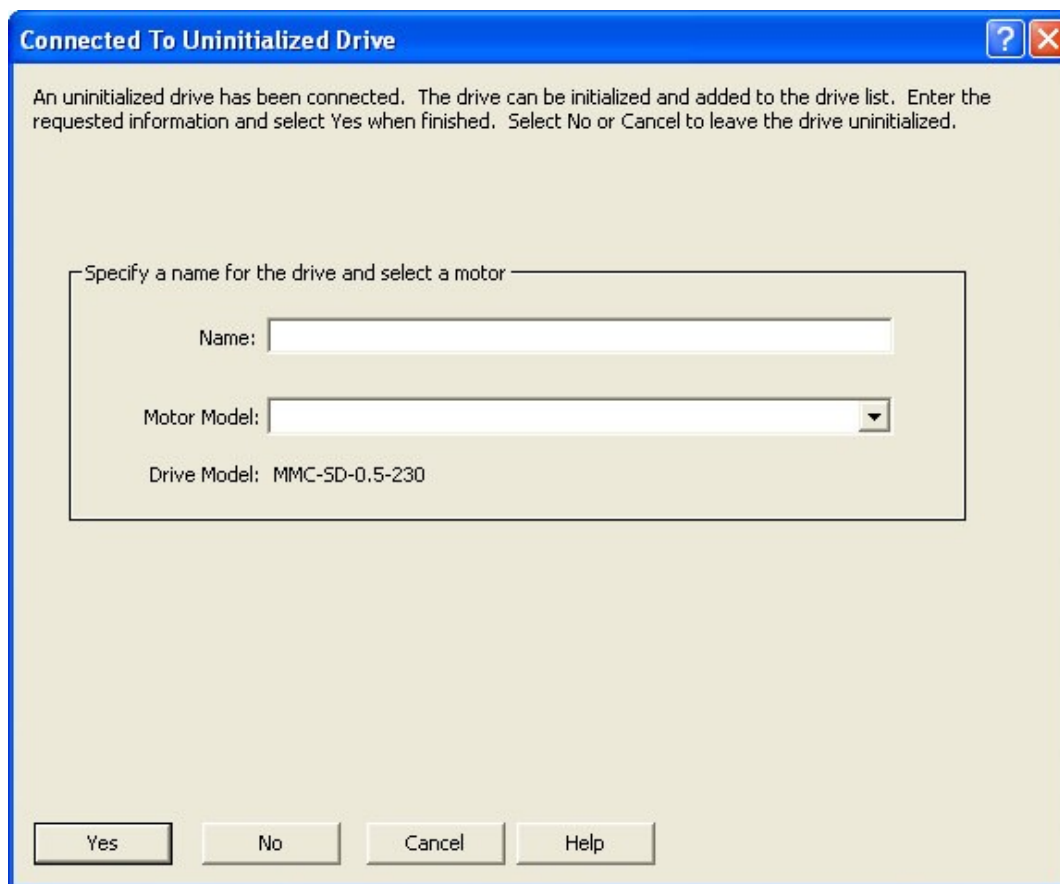 Connected To Uninitialized Drive
An uninitialized drive has been connected.  The drive can be initialized and added to the drive list.  Enter the
requested information and select Yes when finished.  Select No or Cancel to leave the drive uninitialized.
Specify a name for the drive and select a motor
Name:
Motor Model:
Drive Model: MMC-SD-0.5-230
Yes No Cancel Help